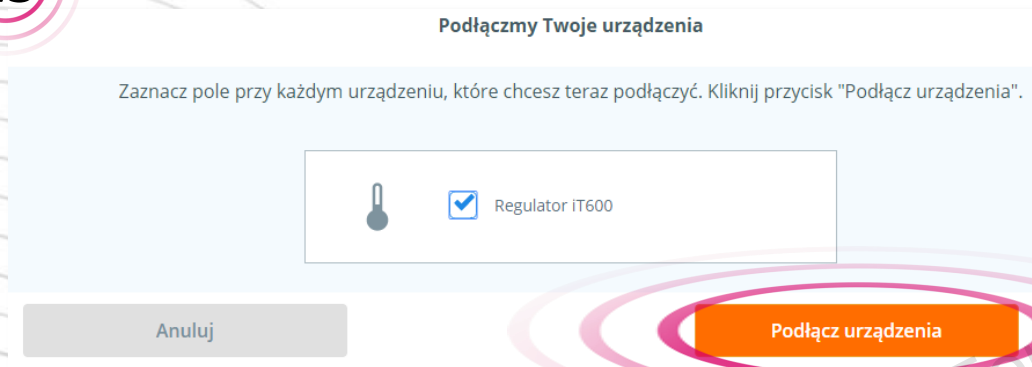 Podłączmy Twoje urządzenia
Zaznacz pole przy każdym urządzeniu, które chcesz teraz podłączyć. Kliknij przycisk "Podłącz urządzenia".
Regulator iT600
Anuluj
Podłącz urządzenia